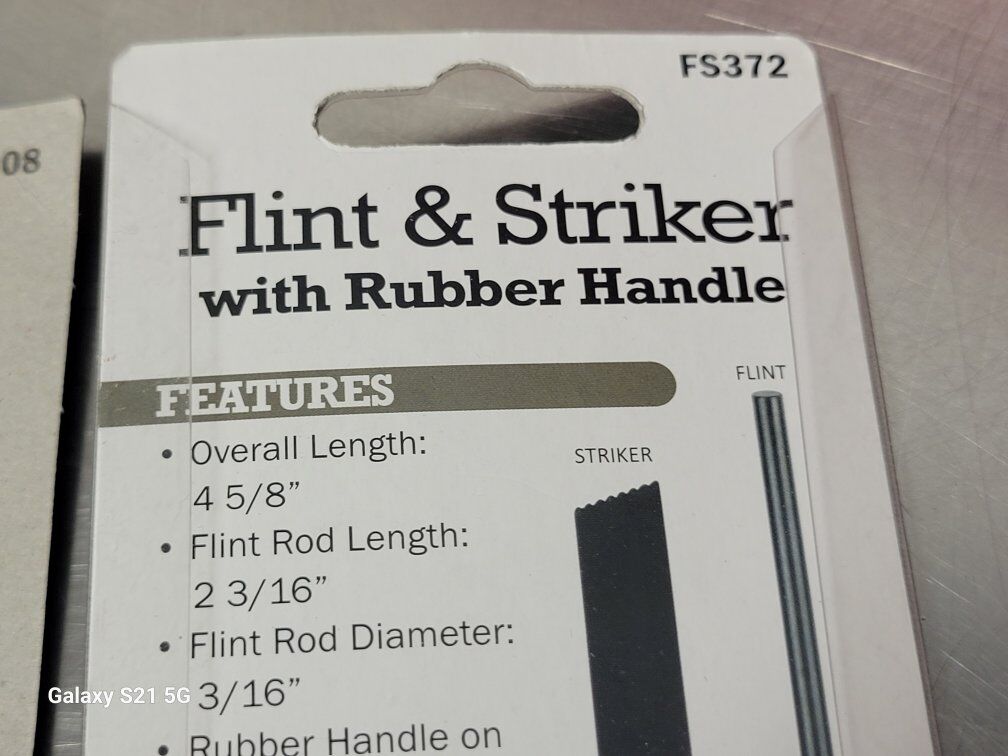 FS372
08
Flint & Striker
with Rubber Handle
FEATURES
FLINT
STRIKER
• Overall Length:
4 5/8”
• Flint Rod Length:
2 3/16”
• Flint Rod Diameter:
3/16”
• Rubber Handle on
Galaxy S21 5G